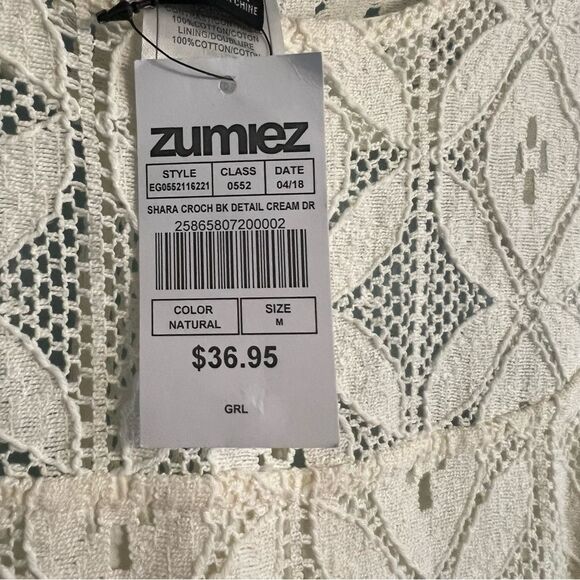 100%COTTON/COTON
LINING/DOUBLURE
100%COTTON/COTON
zumiez
STYLE CLASS DATE
EG0552116221 0552 04/18
SHARA CROCH BK DETAIL CREAM DR
25865807200002
COLOR SIZE
NATURAL M
$36.95
GRL